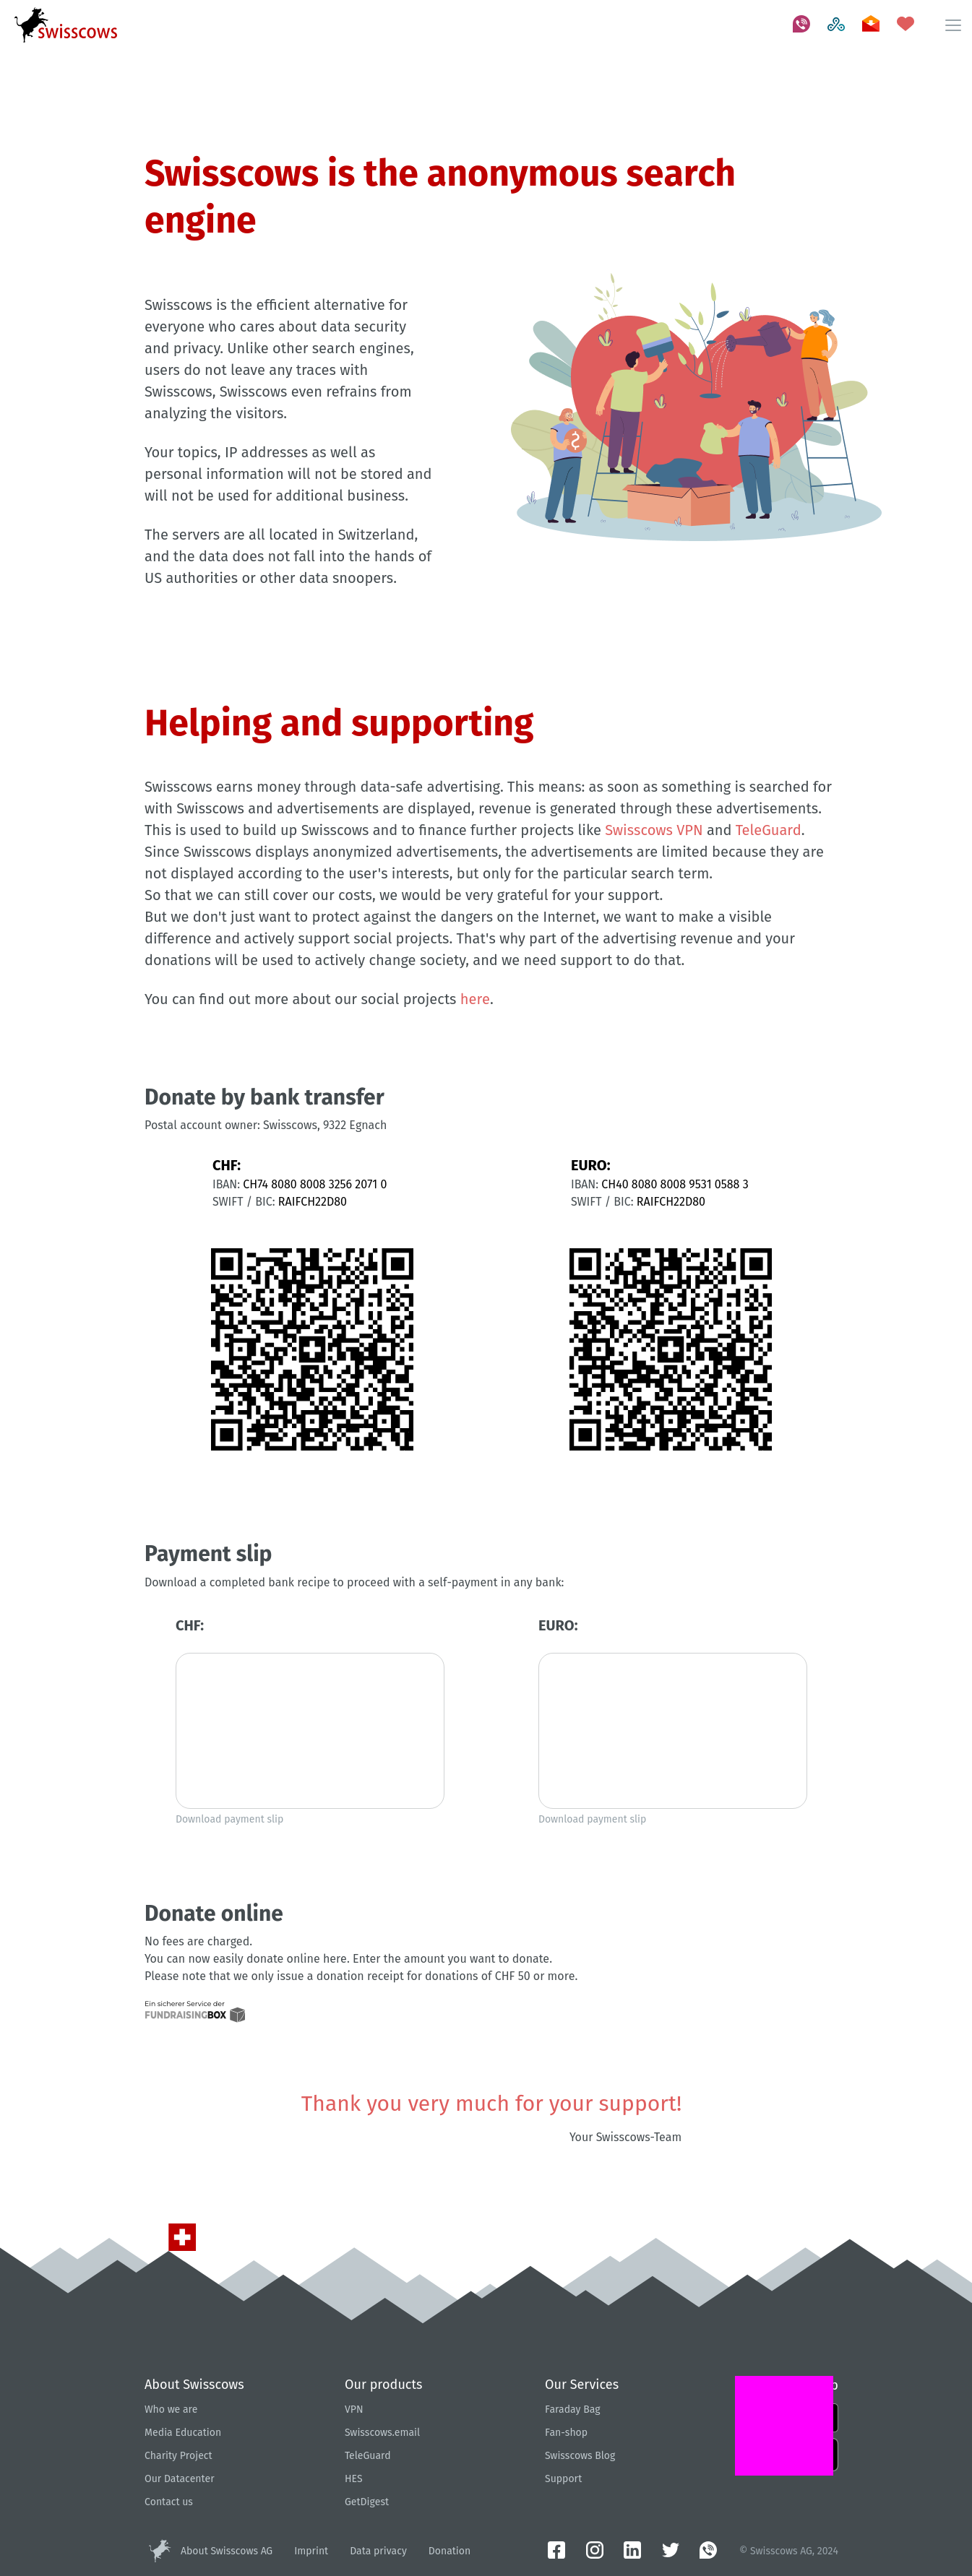 swisscows
Swisscows is the anonymous search
engine
Swisscows is the efficient alternative for
everyone who cares about data security
and privacy. Unlike other search engines,
users do not leave any traces with
Swisscows, Swisscows even refrains from
analyzing the visitors.
Your topics, IP addresses as well as
personal information will not be stored and
will not be used for additional business.
The servers are all located in Switzerland,
and the data does not fall into the hands of
US authorities or other data snoopers.
Helping and supporting
Swisscows earns money through data-safe advertising. This means: as soon as something is searched for
with Swisscows and advertisements are displayed, revenue is generated through these advertisements.
This is used to build up Swisscows and to finance further projects like Swisscows VPN and TeleGuard.
Since Swisscows displays anonymized advertisements, the advertisements are limited because they are
not displayed according to the user's interests, but only for the particular search term.
So that we can still cover our costs, we would be very grateful for your support.
But we don't just want to protect against the dangers on the Internet, we want to make a visible
difference and actively support social projects. That's why part of the advertising revenue and your
donations will be used to actively change society, and we need support to do that.
You can find out more about our social projects here.
Donate by bank transfer
Postal account owner: Swisscows, 9322 Egnach
CHF:
IBAN: CH74 8080 8008 3256 2071 0
SWIFT / BIC: RAIFCH22D80
EURO:
IBAN: CH40 8080 8008 9531 0588 3
SWIFT / BIC: RAIFCH22D80
Payment slip
Download a completed bank recipe to proceed with a self-payment in any bank:
CHF:
Download payment slip
EURO:
Download payment slip
Donate online
No fees are charged.
You can now easily donate online here. Enter the amount you want to donate.
Please note that we only issue a donation receipt for donations of CHF 50 or more.
Ein sicherer Service der
FUNDRAISINGBOX
Thank you very much for your support!
Your Swisscows-Team
About Swisscows
Who we are
Media Education
Charity Project
Our Datacenter
Contact us
Our products
VPN
Swisscows.email
TeleGuard
HES
GetDigest
Our Services
Faraday Bag
Fan-shop
Swisscows Blog
Support
About Swisscows AG
Imprint
Data privacy
Donation
© Swisscows AG, 2024